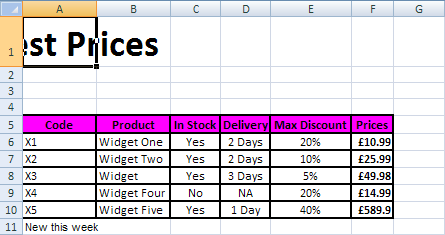 A B C D E F G
1 est Prices
2
3
4
5 Code Product In Stock Delivery Max Discount Prices
6 X1 Widget One Yes 2 Days 20% £10.99
7 X2 Widget Two Yes 2 Days 10% £25.99
8 X3 Widget Yes 3 Days 5% £49.98
9 X4 Widget Four No NA 20% £14.99
10 X5 Widget Five Yes 1 Day 40% £589.9
11 New this week